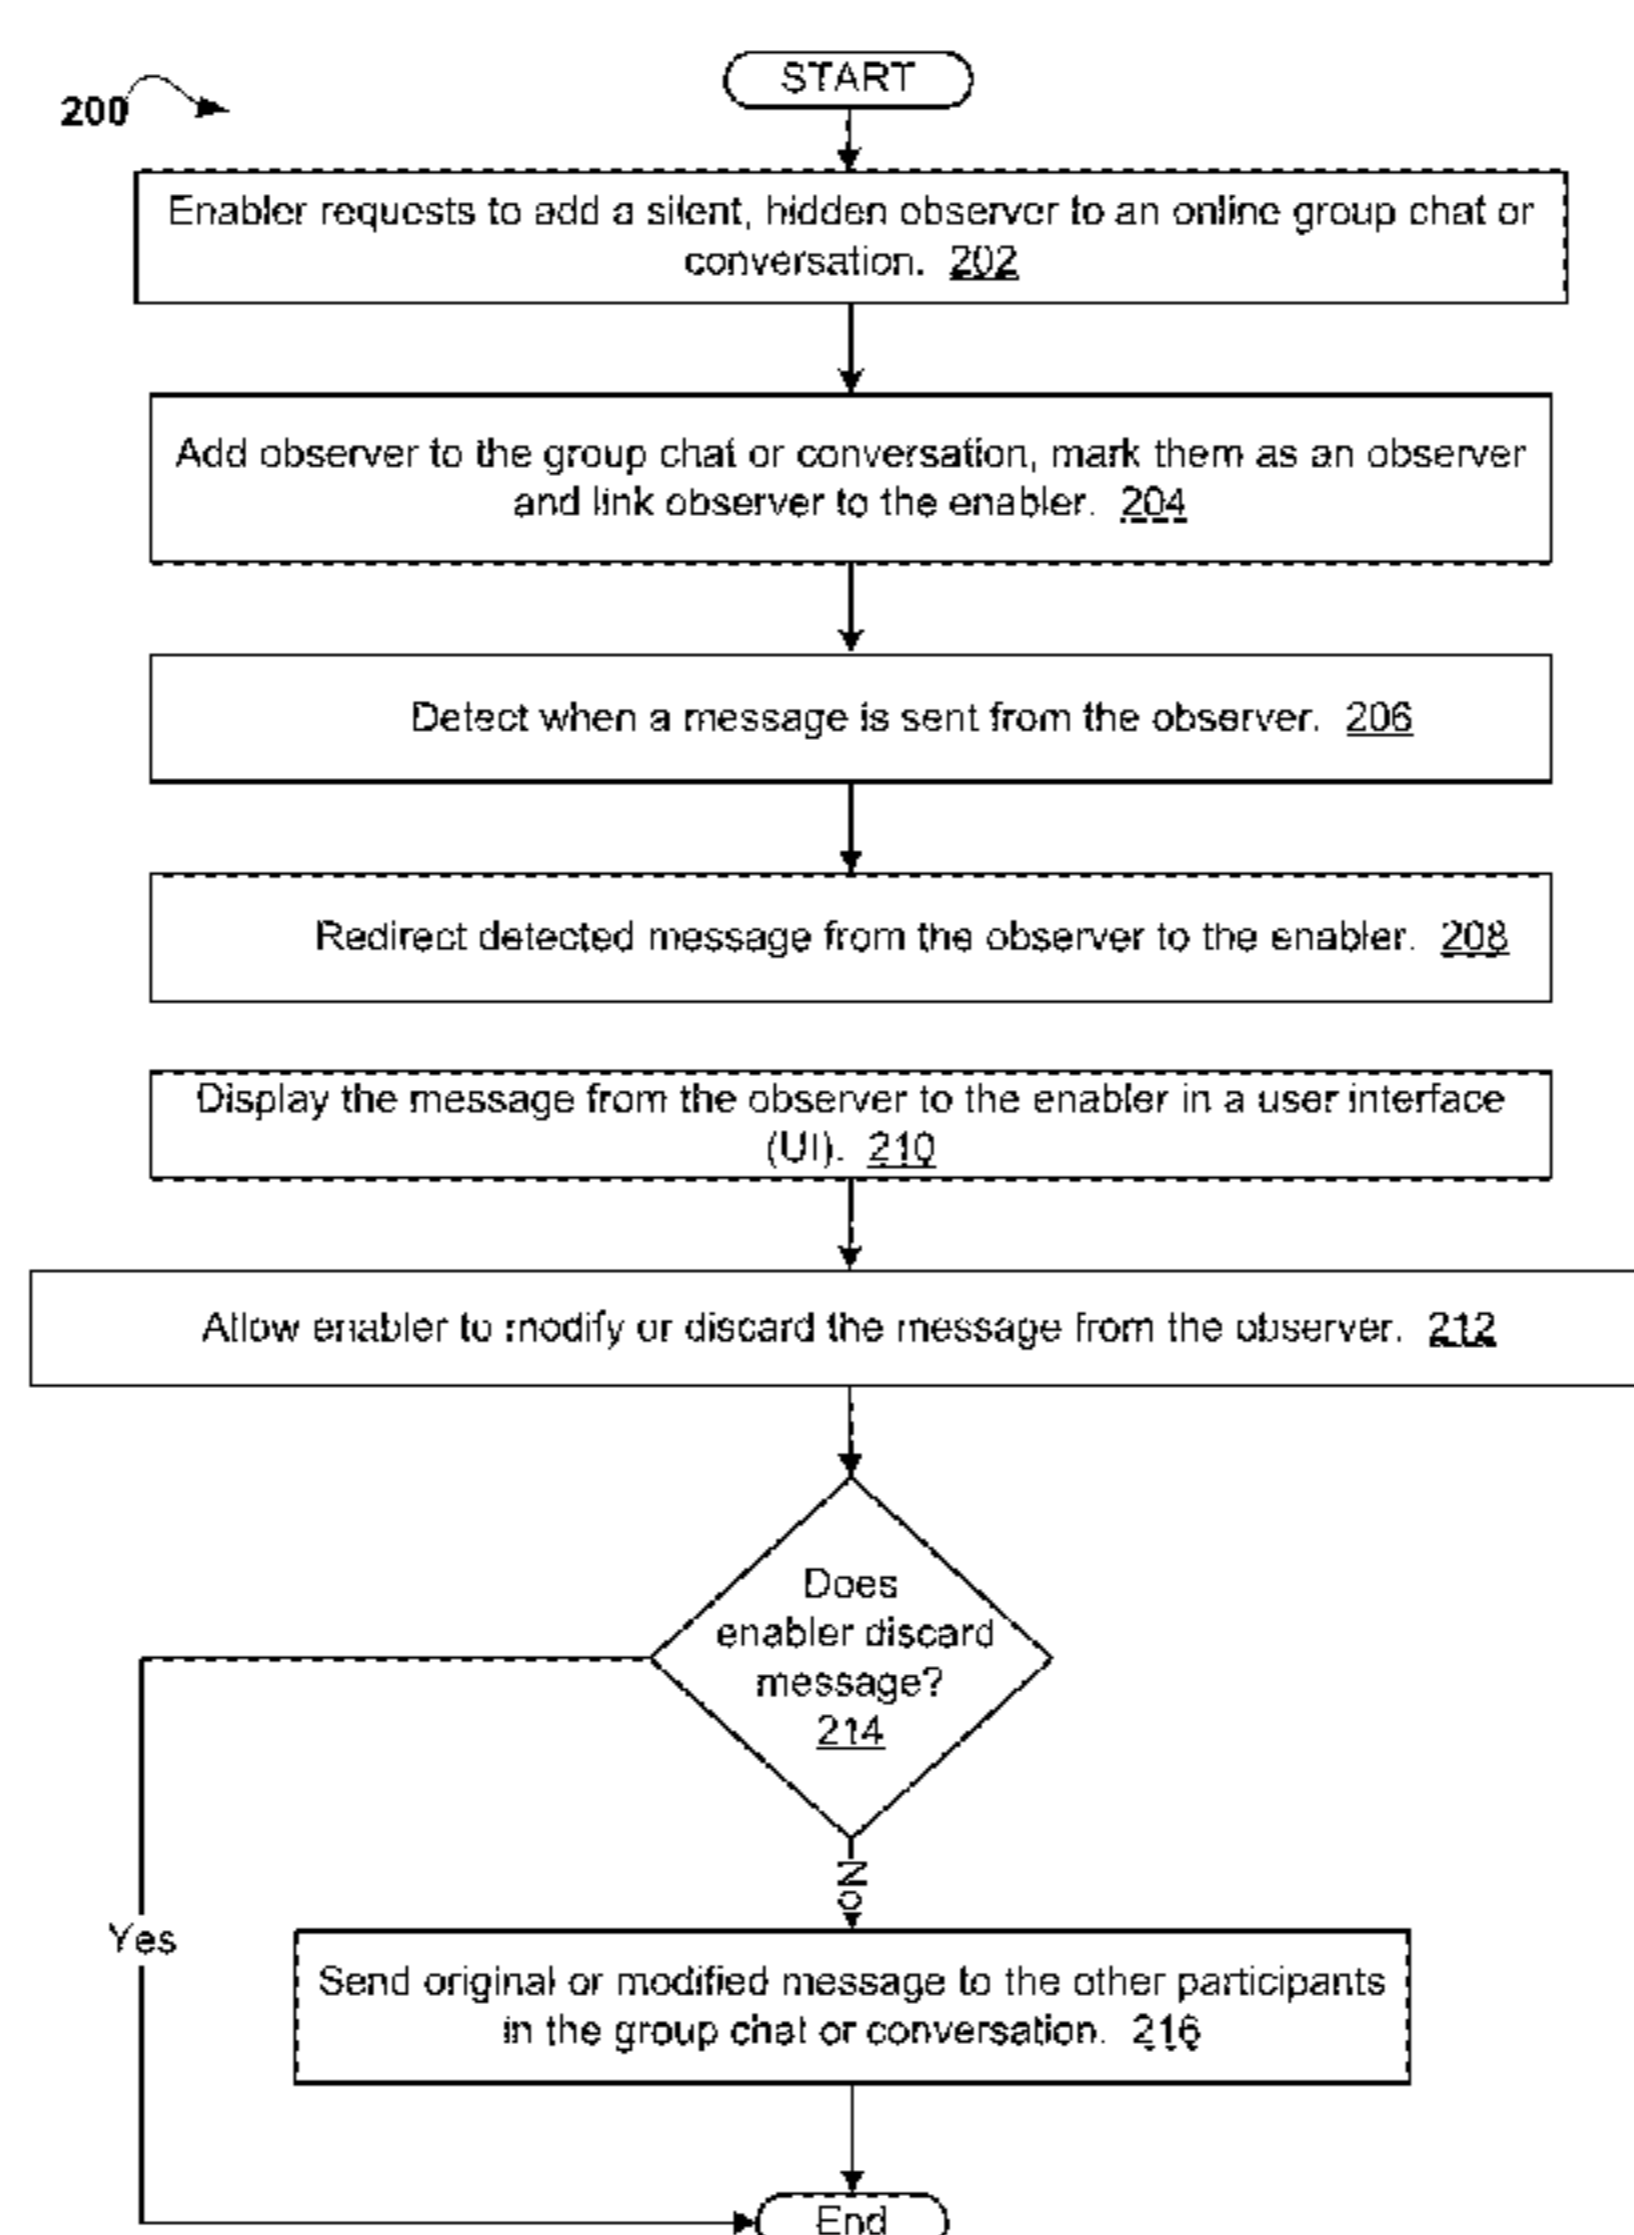 200
START
Enabler requests to add a silent, hidden observer to an online group chat or
conversation. 202
Add observer to the group chat or conversation, mark them as an observer
and link observer to the enabler. 204
Detect when a message is sent from the observer. 206
Redirect detected message from the observer to the enabler. 208
Display the message from the observer to the enabler in a user interface
(UI). 210
Allow enabler to modify or discard the message from the observer. 212
Does
enabler discard
message?
214
No
Yes
Send original or modified message to the other participants
in the group chat or conversation. 216
End